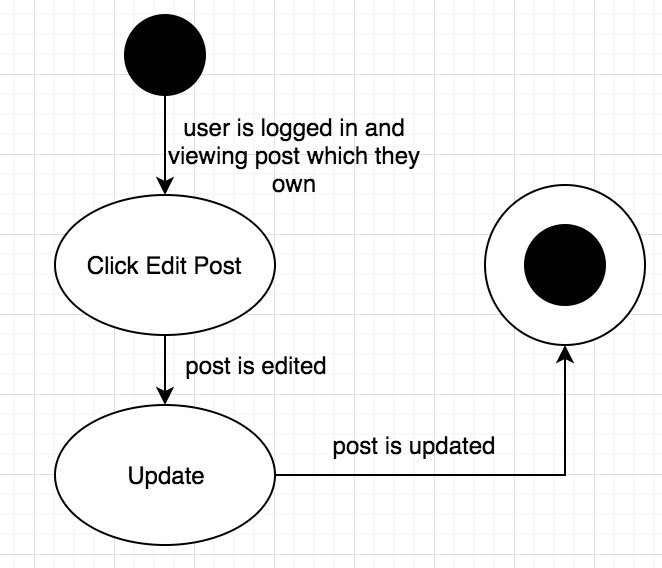 user is logged in and
viewing post which they
own
Click Edit Post
post is edited
post is updated
Update